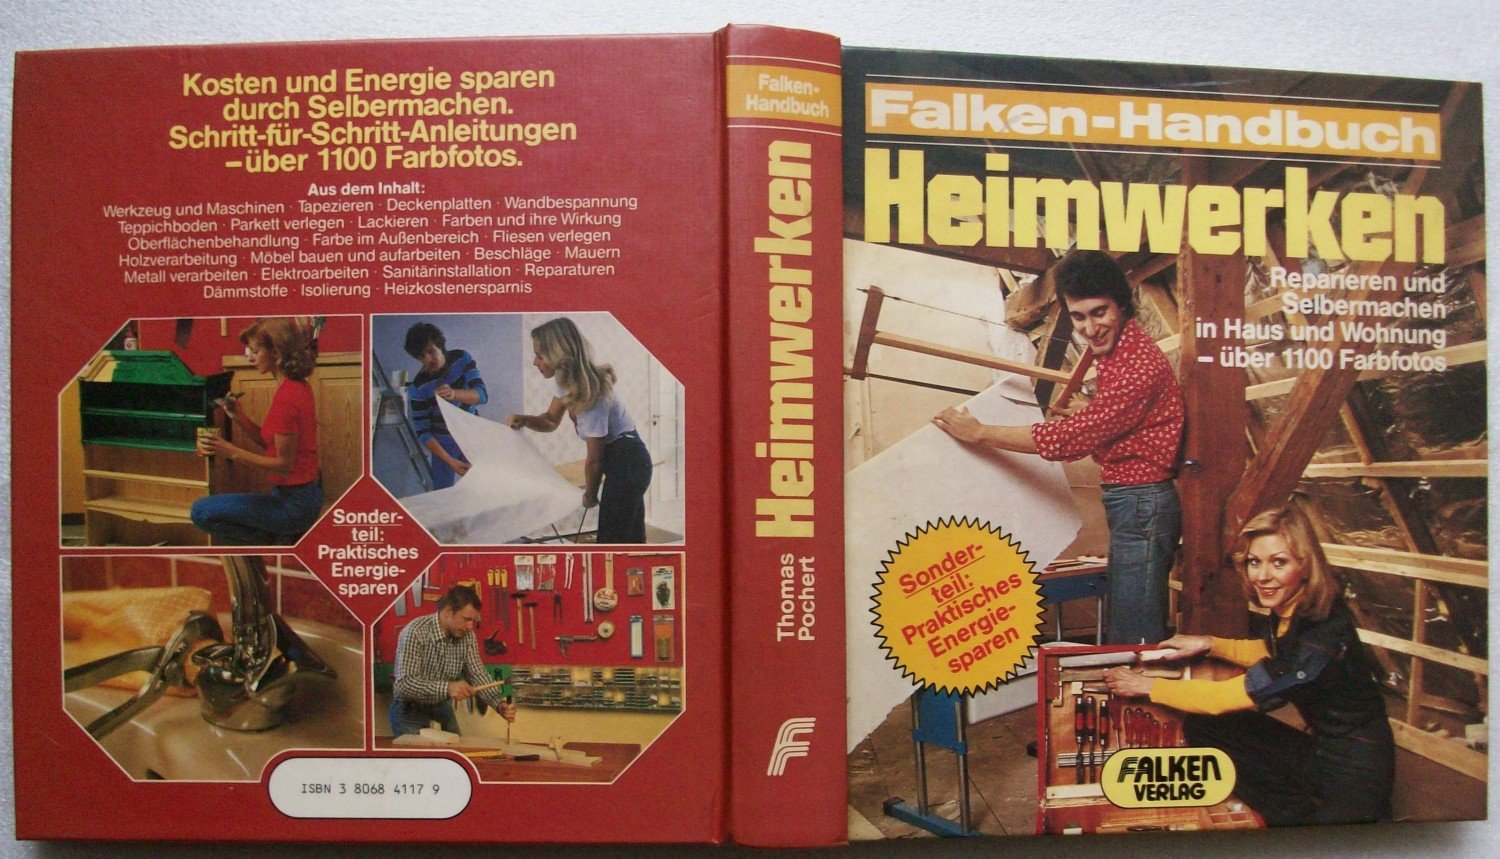 Kosten und Energie sparen
durch Selbermachen.
Schritt-für-Schritt-Anleitungen
–über 1100 Farbfotos.
Aus dem Inhalt:
Werkzeug und Maschinen · Tapezieren · Deckenplatten · Wandbespannung
Teppichboden · Parkett verlegen · Lackieren · Farben und ihre Wirkung
Oberflächenbehandlung · Farbe im Außenbereich · Fliesen verlegen
Holzverarbeitung · Möbel bauen und aufarbeiten · Beschläge · Mauern
Metall verarbeiten · Elektroarbeiten · Sanitärinstallation · Reparaturen
Dämmstoffe · Isolierung · Heizkostenersparnis
Sonder-
teil:
Praktisches
Energie-
sparen
ISBN 3 8068 4117 9
Falken-
Handbuch
Heimwerken
Thomas
Pochert
Falken-Handbuch
Heimwerken
Reparieren und
Selbermachen
in Haus und Wohnung
– über 1100 Farbfotos
Sonder-
teil:
Praktisches
Energie-
sparen
FALKEN
VERLAG